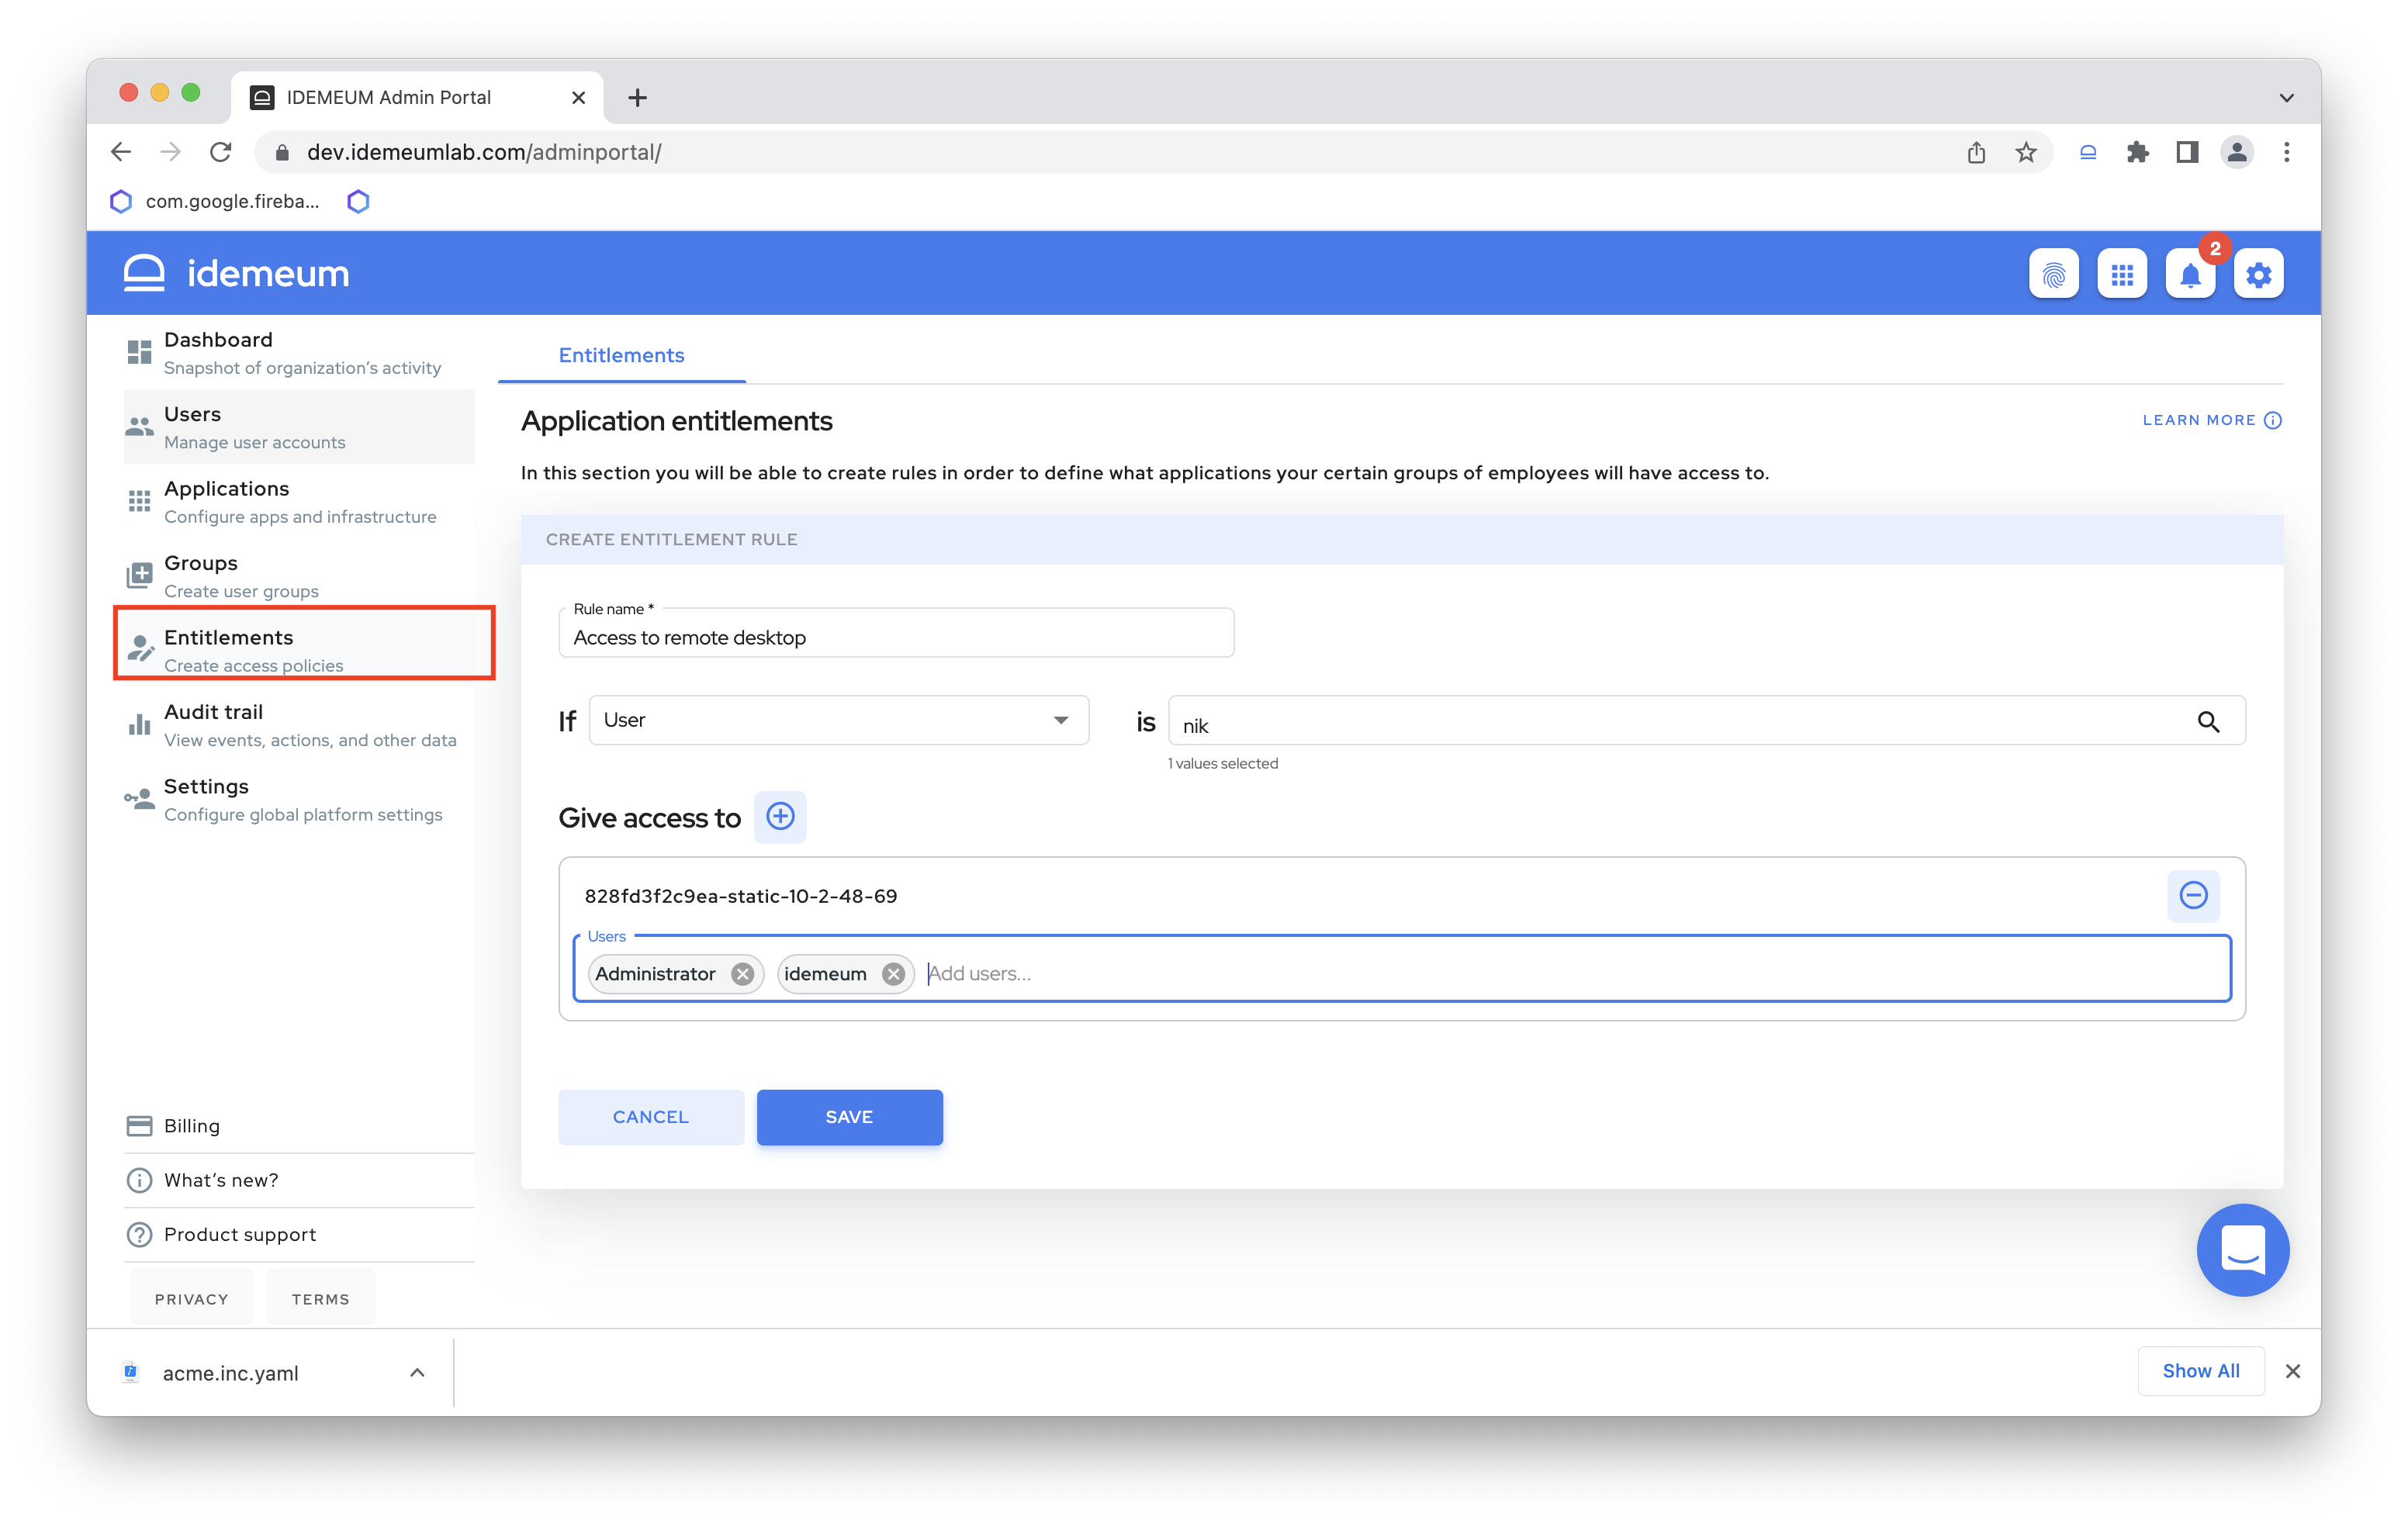 IDEMEUM Admin Portal
dev.idemeumlab.com/adminportal/
com.google.fireba...
idemeum
2
Dashboard
Snapshot of organization's activity
Users
Manage user accounts
Applications
Configure apps and infrastructure
Groups
Create user groups
Entitlements
Create access policies
Audit trail
View events, actions, and other data
Settings
Configure global platform settings
Billing
What's new?
Product support
PRIVACY TERMS
Entitlements
Application entitlements
LEARN MORE
In this section you will be able to create rules in order to define what applications your certain groups of employees will have access to.
CREATE ENTITLEMENT RULE
Rule name *
Access to remote desktop
If User is nik
1 values selected
Give access to
828fd3f2c9ea-static-10-2-48-69
Users
Administrator idemeum Add users...
CANCEL SAVE
acme.inc.yaml
Show All